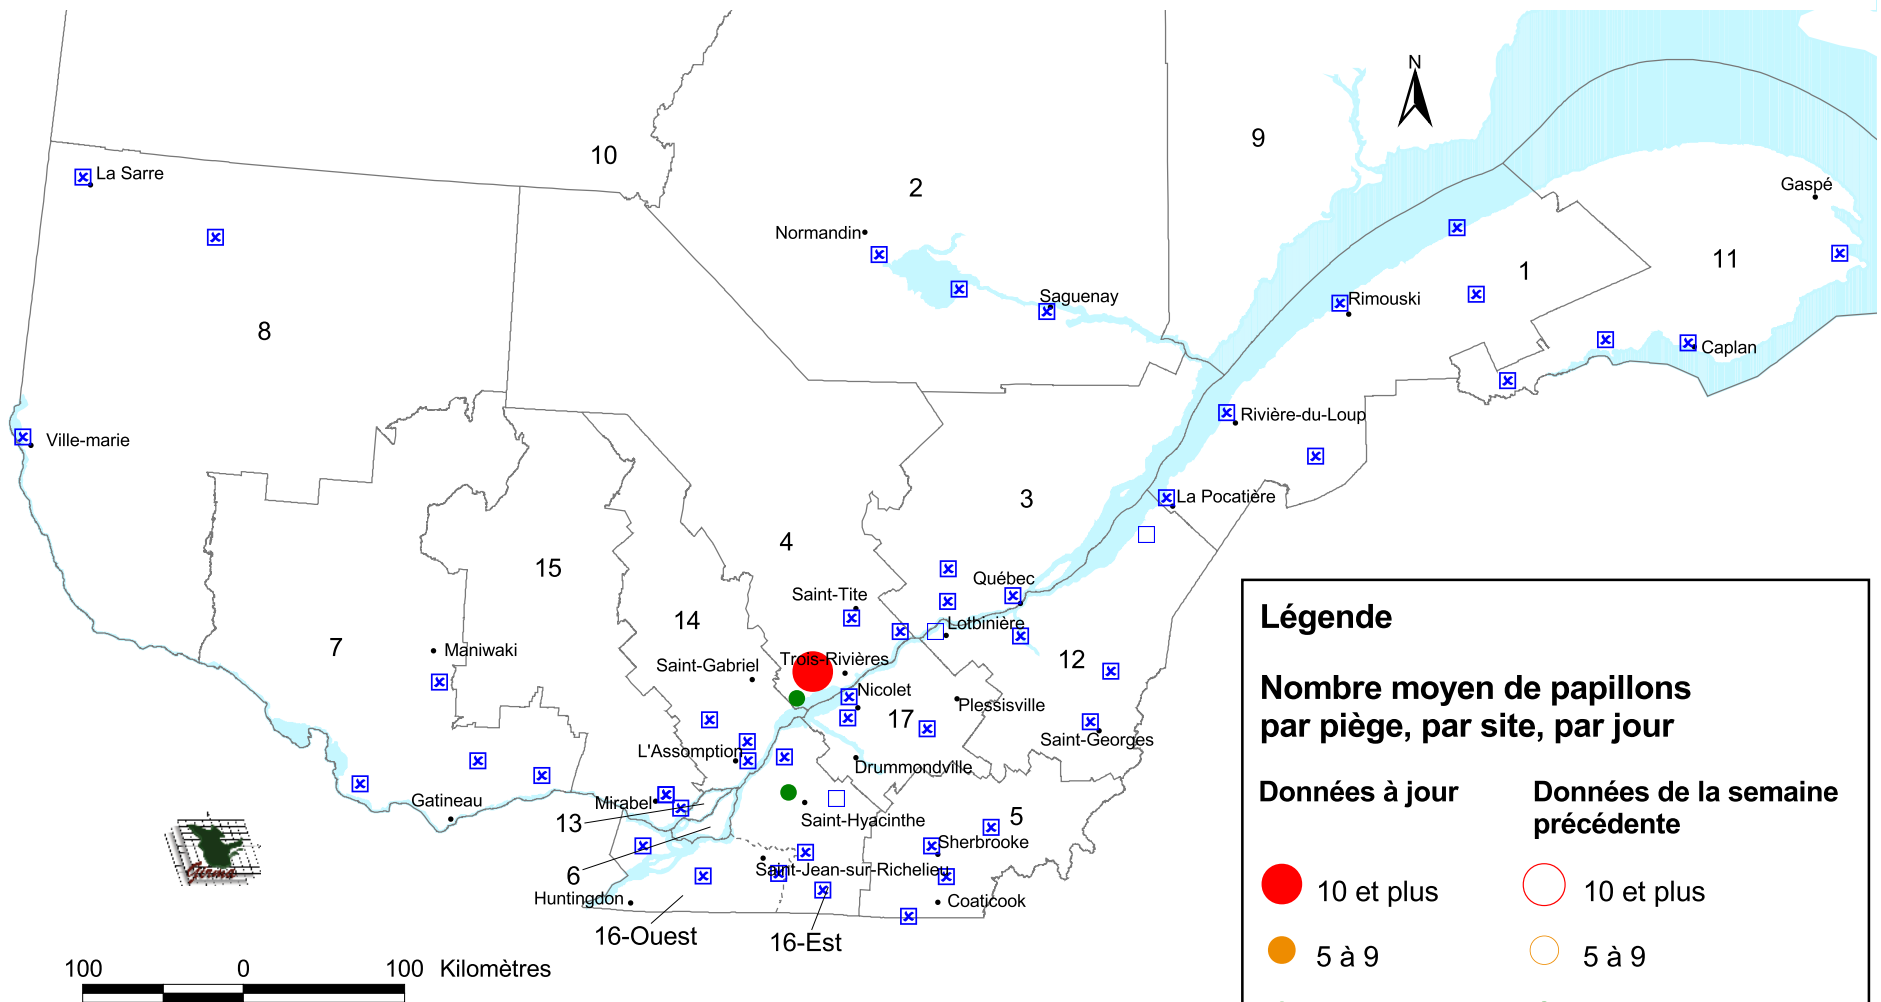 N
10
9
2
La Sarre
Gaspé
Normandin
11
1
Saguenay
Rimouski
8
Caplan
Rivière-du-Loup
Ville-marie
3
La Pocatière
4
15
Québec
Saint-Tite
14
Lotbinière
7
Maniwaki
Saint-Gabriel
Trois-Rivières
12
Nicolet
17
Plessisville
Saint-Georges
L'Assomption
Drummondville
Gatineau
Mirabel
13
Saint-Hyacinthe
5
Sherbrooke
6
Saint-Jean-sur-Richelieu
Huntingdon
Coaticook
16-Ouest
16-Est
Girma
100 0 100 Kilomètres
Légende
Nombre moyen de papillons
par piège, par site, par jour
Données à jour
Données de la semaine
précédente
10 et plus
10 et plus
5 à 9
5 à 9